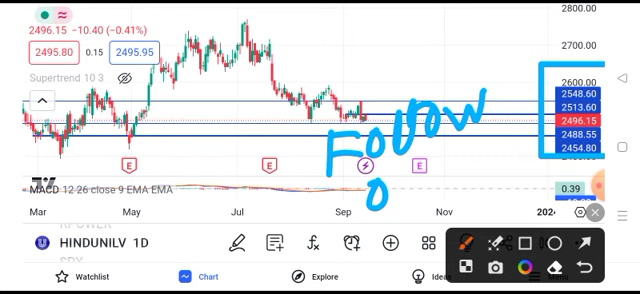 2496.15 −10.40 (−0.41%)
2800.00
2700.00
2495.80 0.15 2495.95
Supertrend 10 3
2600.00
2548.60
2513.60
2496.15
2488.55
2454.80
Follow
E E E
MACD 12 26 close 9 EMA EMA
0.39
Mar May Jul Sep Nov 2024
HINDUNILV 1D
Watchlist Chart Explore Ideas Menu